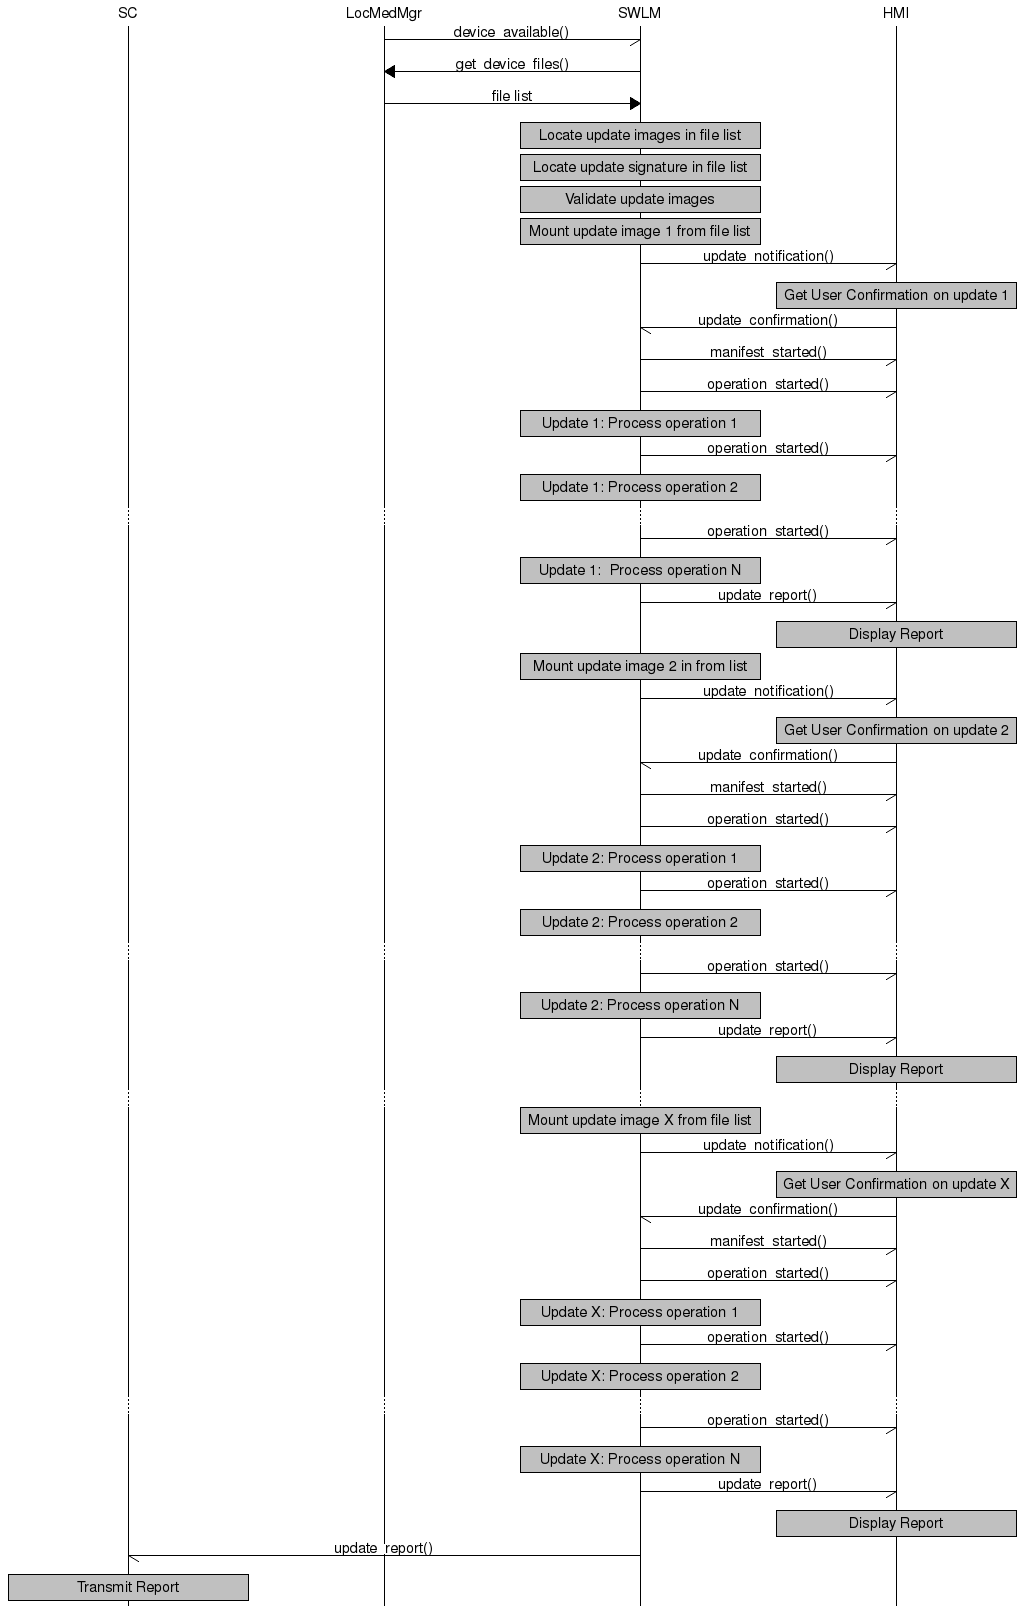 SC LocMedMgr SWLM HMI
device_available()
get_device_files()
file list
Locate update images in file list
Locate update signature in file list
Validate update images
Mount update image 1 from file list
update_notification()
Get User Confirmation on update 1
update_confirmation()
manifest_started()
operation_started()
Update 1: Process operation 1
operation_started()
Update 1: Process operation 2
operation_started()
Update 1:  Process operation N
update_report()
Display Report
Mount update image 2 in from list
update_notification()
Get User Confirmation on update 2
update_confirmation()
manifest_started()
operation_started()
Update 2: Process operation 1
operation_started()
Update 2: Process operation 2
operation_started()
Update 2: Process operation N
update_report()
Display Report
Mount update image X from file list
update_notification()
Get User Confirmation on update X
update_confirmation()
manifest_started()
operation_started()
Update X: Process operation 1
operation_started()
Update X: Process operation 2
operation_started()
Update X: Process operation N
update_report()
Display Report
update_report()
Transmit Report